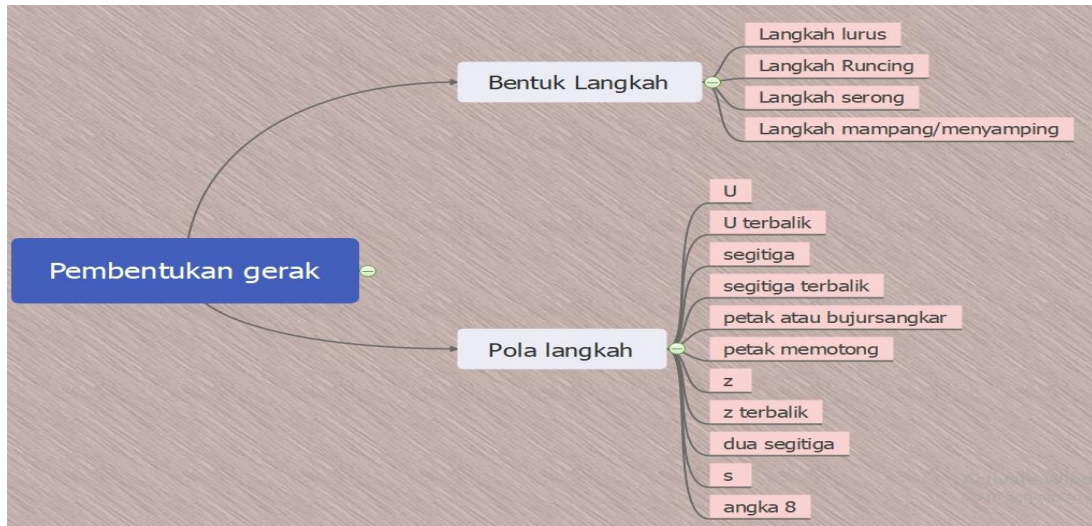 Bentuk Langkah
Langkah lurus
Langkah Runcing
Langkah serong
Langkah mampang/menyamping
Pembentukan gerak
Pola langkah
U
U terbalik
segitiga
segitiga terbalik
petak atau bujursangkar
petak memotong
z
z terbalik
dua segitiga
s
angka 8